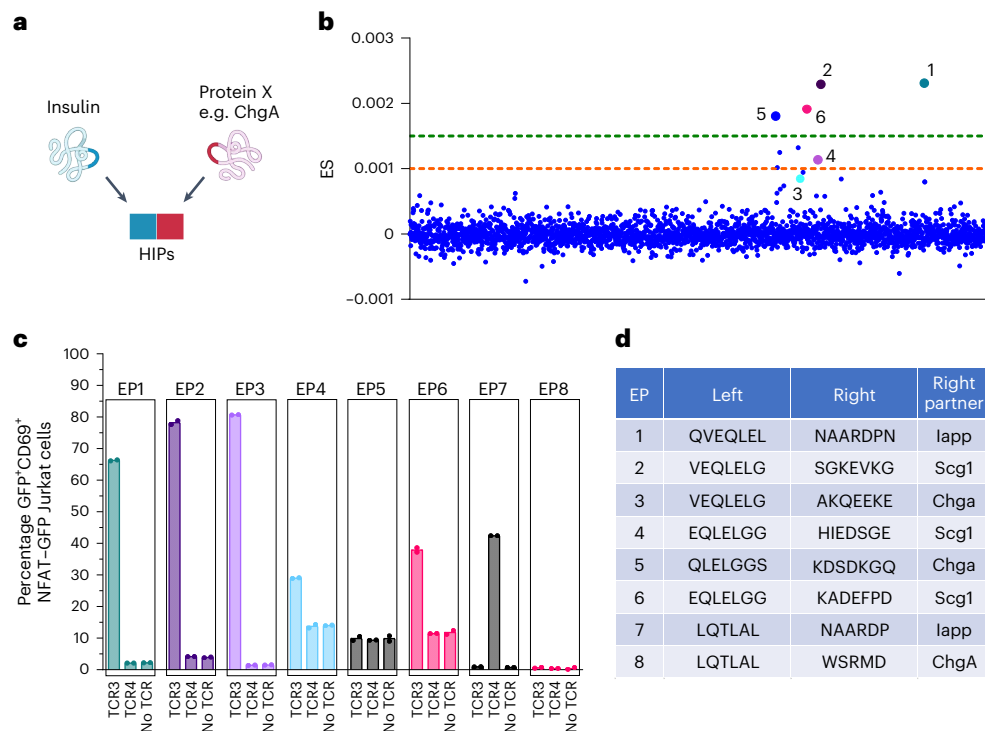 a
Insulin
Protein X
e.g. ChgA
HIPs
b
ES
0.003
0.002
0.001
0
−0.001
1
2
3
4
5
6
c
Percentage GFP+CD69+
NFAT–GFP Jurkat cells
100
90
80
70
60
50
40
30
20
10
0
EP1 EP2 EP3 EP4 EP5 EP6 EP7 EP8
TCR3 TCR4 No TCR TCR3 TCR4 No TCR TCR3 TCR4 No TCR TCR3 TCR4 No TCR TCR3 TCR4 No TCR TCR3 TCR4 No TCR TCR3 TCR4 No TCR TCR3 TCR4 No TCR
d
EP Left Right Right partner
1 QVEQLEL NAARDPN Iapp
2 VEQLELG SGKEVKG Scg1
3 VEQLELG AKQEEKE Chga
4 EQLELGG HIEDSGE Scg1
5 QLELGGS KDSDKGQ Chga
6 EQLELGG KADEFPD Scg1
7 LQTLAL NAARDP Iapp
8 LQTLAL WSRMD ChgA